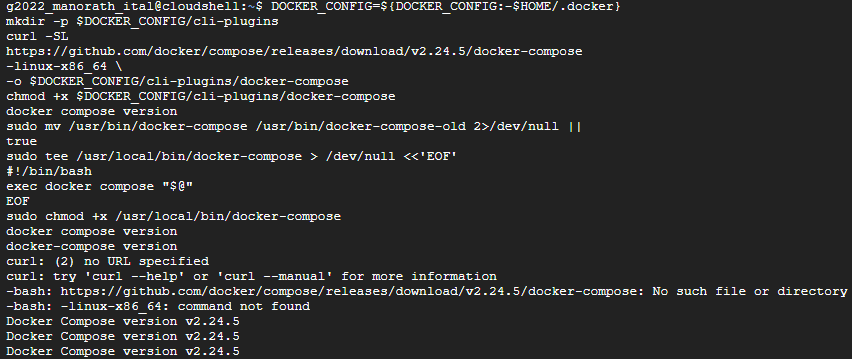 g2022_manorath_ital@cloudshell:~$ DOCKER_CONFIG=${DOCKER_CONFIG:-$HOME/.docker}
mkdir -p $DOCKER_CONFIG/cli-plugins
curl -SL
https://github.com/docker/compose/releases/download/v2.24.5/docker-compose
-linux-x86_64 \
-o $DOCKER_CONFIG/cli-plugins/docker-compose
chmod +x $DOCKER_CONFIG/cli-plugins/docker-compose
docker compose version
sudo mv /usr/bin/docker-compose /usr/bin/docker-compose-old 2>/dev/null ||
true
sudo tee /usr/local/bin/docker-compose > /dev/null <<'EOF'
#!/bin/bash
exec docker compose "$@"
EOF
sudo chmod +x /usr/local/bin/docker-compose
docker compose version
docker-compose version
curl: (2) no URL specified
curl: try 'curl --help' or 'curl --manual' for more information
-bash: https://github.com/docker/compose/releases/download/v2.24.5/docker-compose: No such file or directory
-bash: -linux-x86_64: command not found
Docker Compose version v2.24.5
Docker Compose version v2.24.5
Docker Compose version v2.24.5